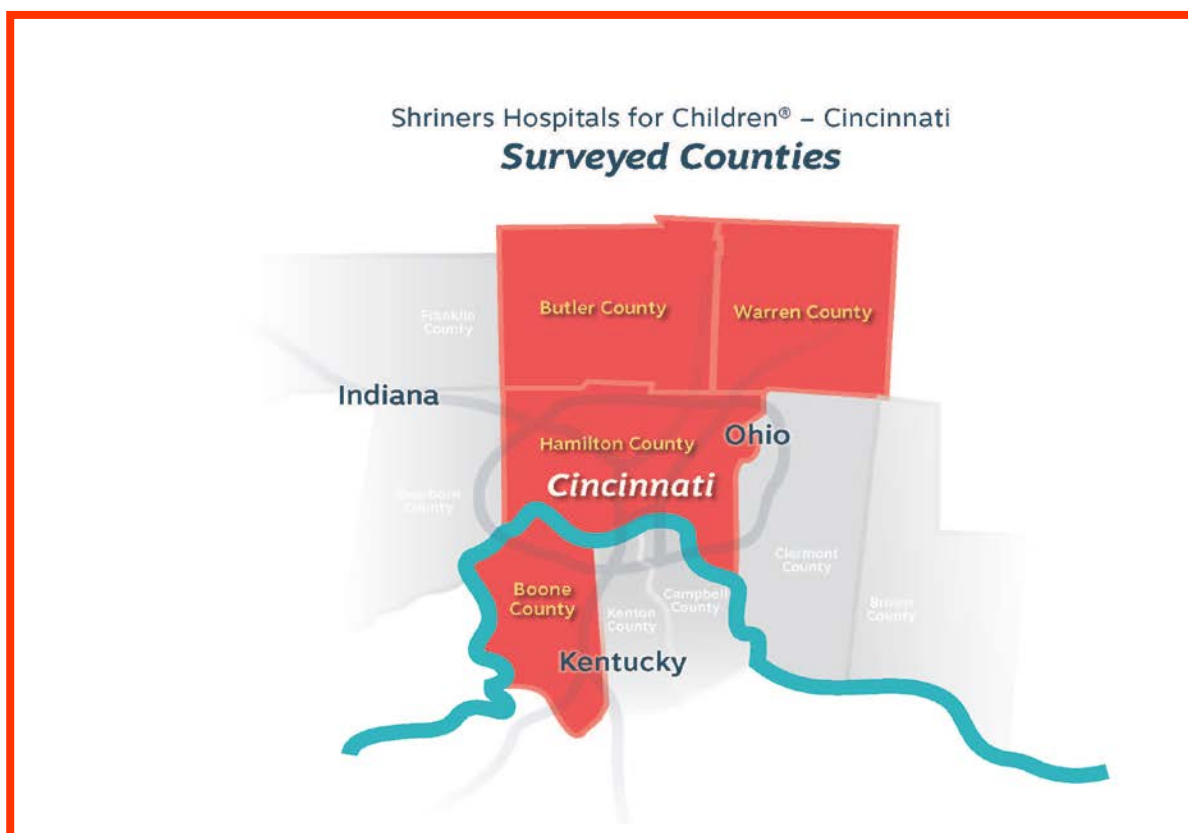 Shriners Hospitals for Children® – Cincinnati
Surveyed Counties
Butler County
Warren County
Franklin
County
Indiana
Ohio
Hamilton County
Cincinnati
Dearborn
County
Clermont
County
Boone
County
Campbell
County
Kenton
County
Brown
County
Kentucky